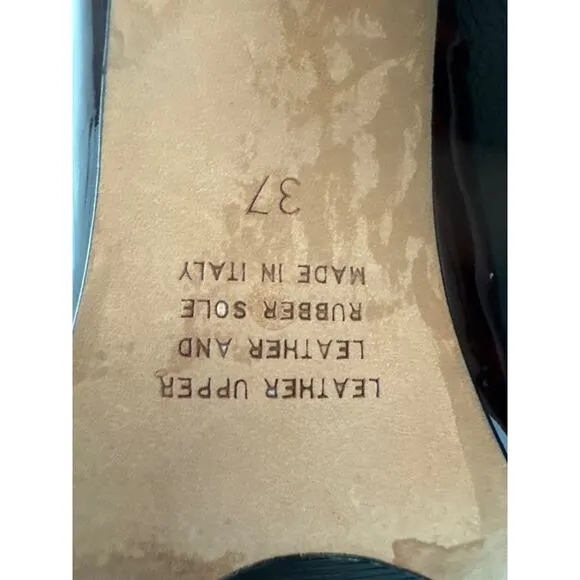 LEATHER UPPER
LEATHER AND
RUBBER SOLE
MADE IN ITALY
37